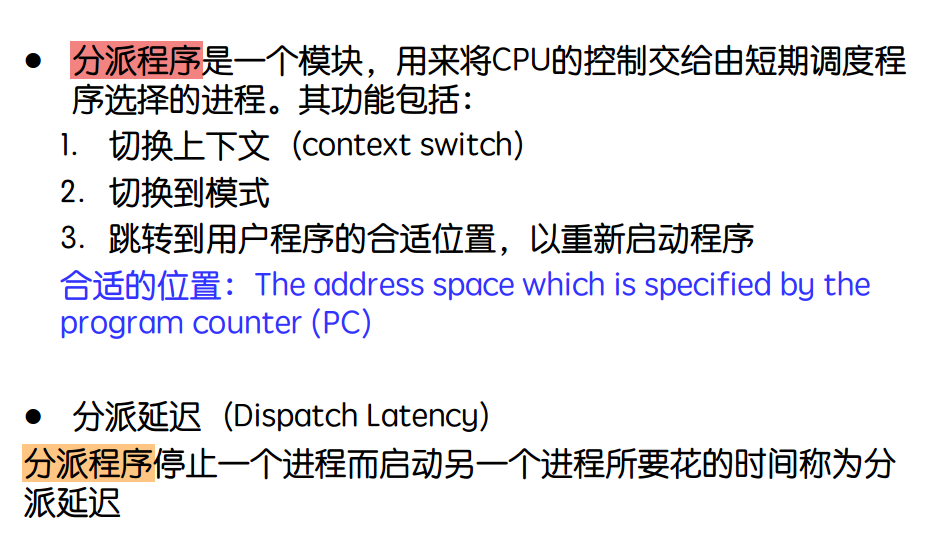 ● 分派程序是一个模块，用来将CPU的控制交给由短期调度程
序选择的进程。其功能包括：
1. 切换上下文（context switch）
2. 切换到模式
3. 跳转到用户程序的合适位置，以重新启动程序
合适的位置：The address space which is specified by the
program counter (PC)
● 分派延迟（Dispatch Latency）
分派程序停止一个进程而启动另一个进程所要花的时间称为分
派延迟